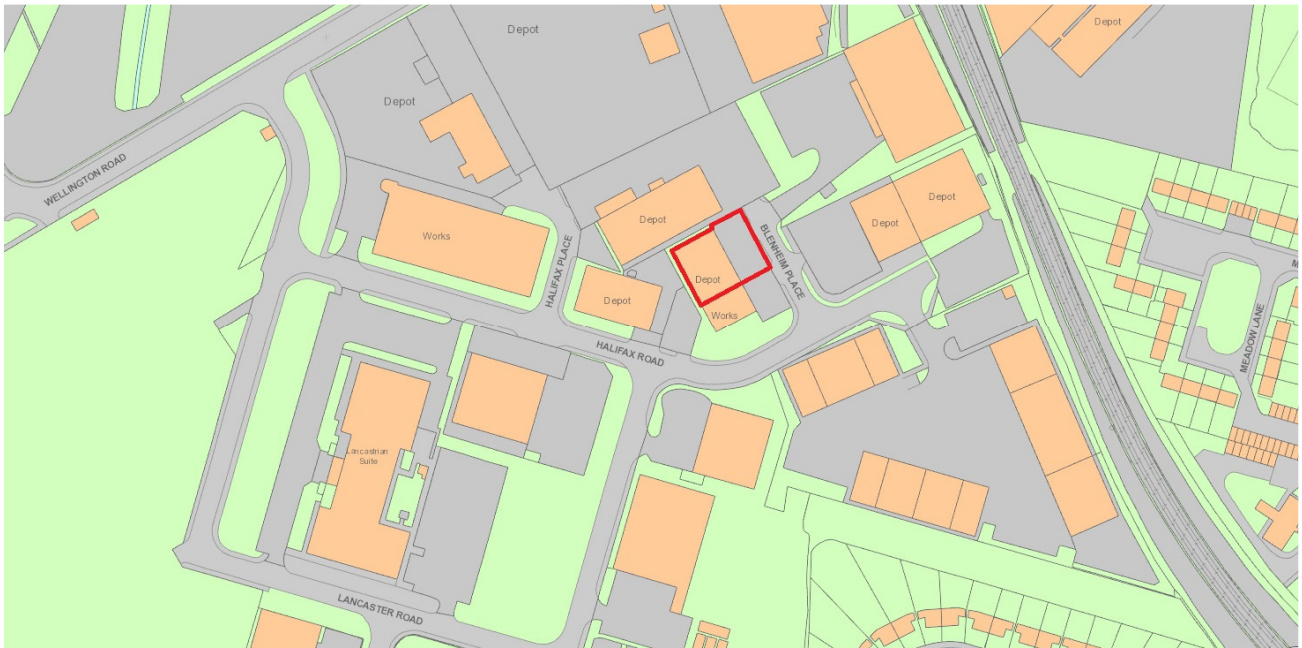 Depot
Depot
Depot
WELLINGTON ROAD
Depot
Depot
Depot
Works
HALIFAX PLACE
BLENHEIM PLACE
Depot
Depot
Works
MEADOW LANE
HALIFAX ROAD
Lancastrian
Suite
LANCASTER ROAD